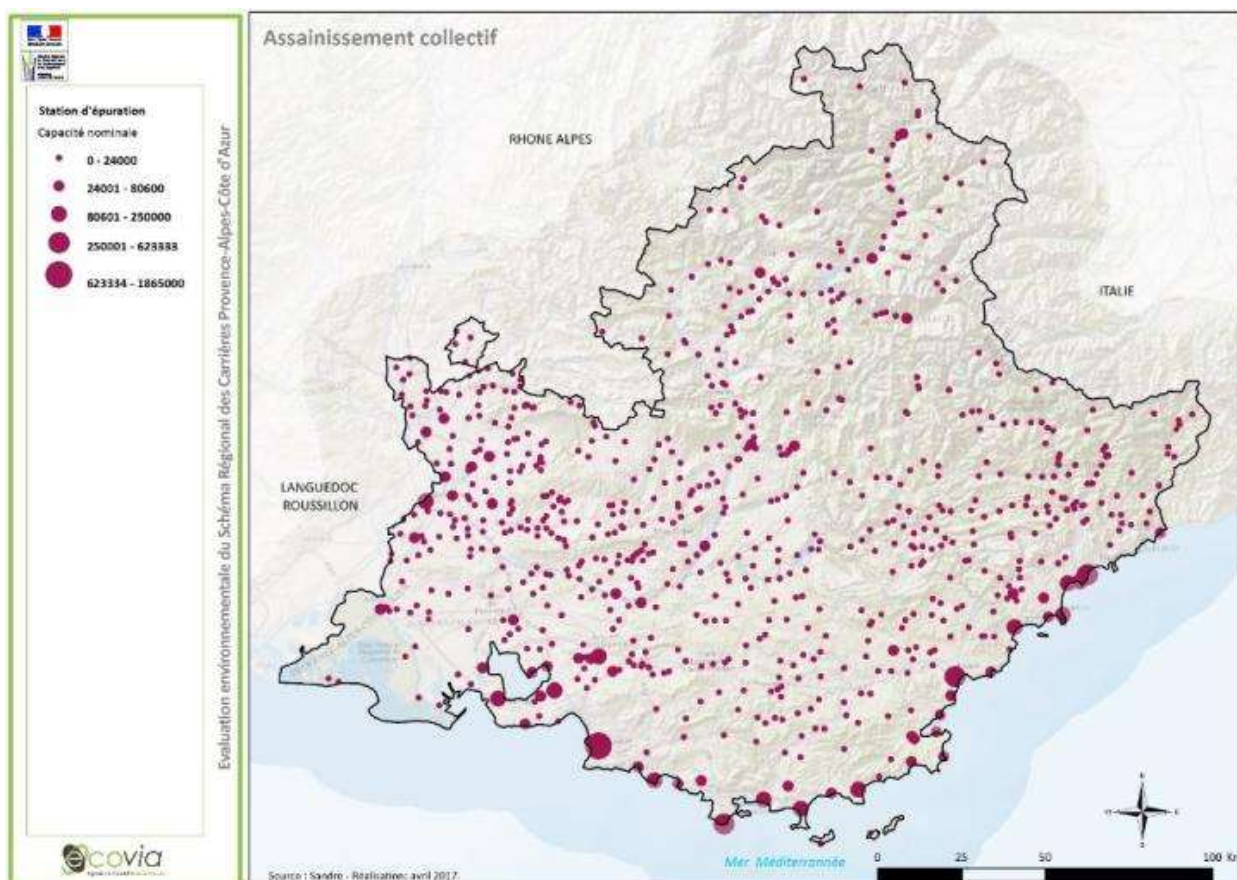 Station d'épuration
Capacité nominale
0 - 24000
24001 - 80600
80601 - 250000
250001 - 623333
623334 - 1865000
Evaluation environnementale du Schéma Régional des Carrières Provence-Alpes-Côte d'Azur
ecovia
Assainissement collectif
RHONE ALPES
ITALIE
LANGUEDOC
ROUSSILLON
Mer Méditerrannée
0 25 50 100 Km
Source : Sandre - Réalisation: avril 2017.